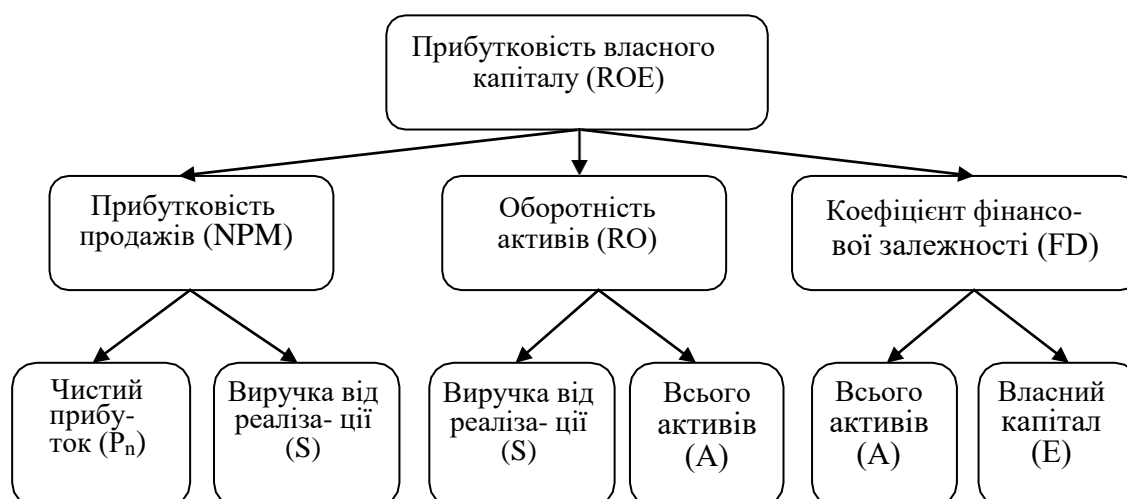 Прибутковість власного
капіталу (ROE)
Прибутковість
продажів (NPM)
Оборотність
активів (RO)
Коефіцієнт фінансо-
вої залежності (FD)
Чистий
прибу-
ток (Pn)
Виручка від
реаліза- ції
(S)
Виручка від
реаліза- ції
(S)
Всього
активів
(A)
Всього
активів
(A)
Власний
капітал
(E)